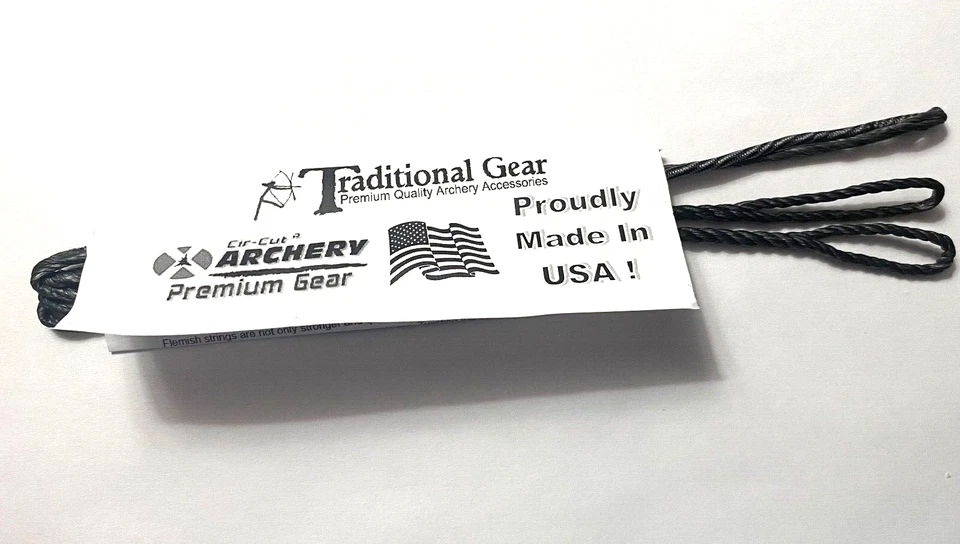 Traditional Gear
Premium Quality Archery Accessories
Proudly
Made In
USA !
Cir-Cut
ARCHERY
Premium Gear
Flemish strings are not only stronger and